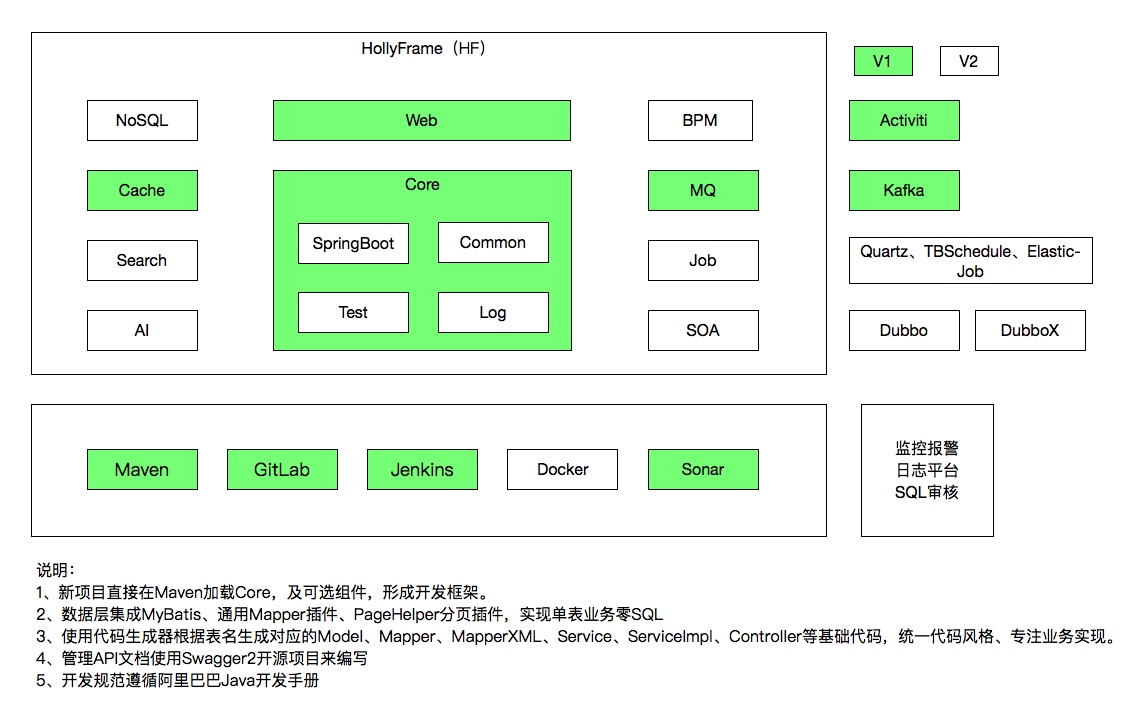 HollyFrame（HF）
V1
V2
NoSQL
Web
BPM
Activiti
Cache
Core
MQ
Kafka
SpringBoot
Common
Search
Job
Quartz、TBSchedule、Elastic-
Job
Test
Log
AI
SOA
Dubbo
DubboX
Maven
GitLab
Jenkins
Docker
Sonar
监控报警
日志平台
SQL审核
说明：
1、新项目直接在Maven加载Core，及可选组件，形成开发框架。
2、数据层集成MyBatis、通用Mapper插件、PageHelper分页插件，实现单表业务零SQL
3、使用代码生成器根据表名生成对应的Model、Mapper、MapperXML、Service、ServiceImpl、Controller等基础代码，统一代码风格、专注业务实现。
4、管理API文档使用Swagger2开源项目来编写
5、开发规范遵循阿里巴巴Java开发手册